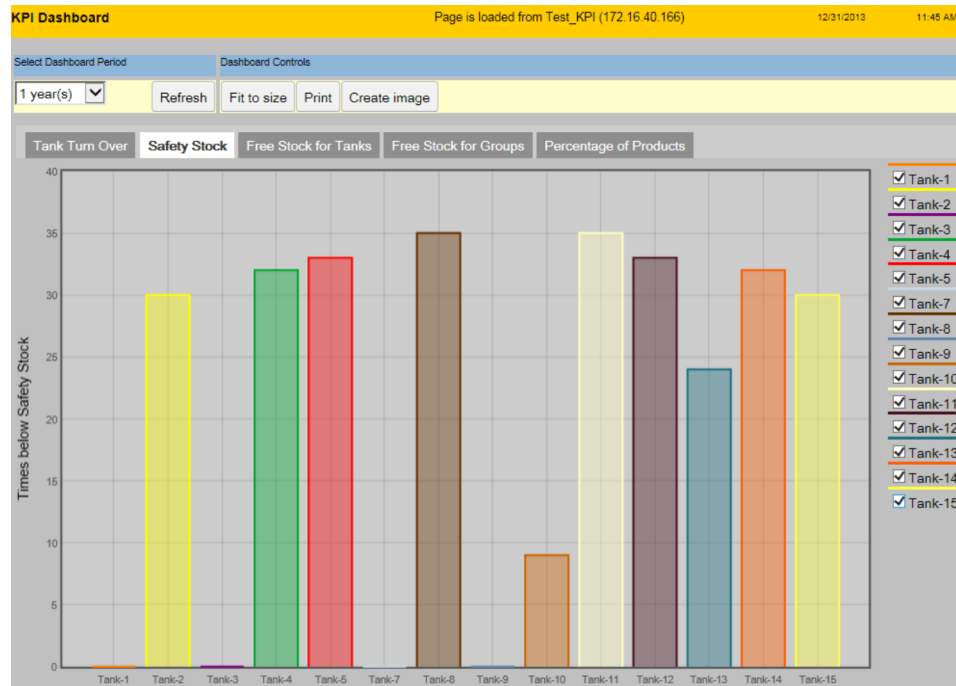 KPI Dashboard Page is loaded from Test_KPI (172.16.40.166) 12/31/2013 11:45 AM
Select Dashboard Period Dashboard Controls
1 year(s) Refresh Fit to size Print Create image
Tank Turn Over Safety Stock Free Stock for Tanks Free Stock for Groups Percentage of Products
Times below Safety Stock
40
35
30
25
20
15
10
5
0
Tank-1 Tank-2 Tank-3 Tank-4 Tank-5 Tank-7 Tank-8 Tank-9 Tank-10 Tank-11 Tank-12 Tank-13 Tank-14 Tank-15
Tank-1
Tank-2
Tank-3
Tank-4
Tank-5
Tank-7
Tank-8
Tank-9
Tank-10
Tank-11
Tank-12
Tank-13
Tank-14
Tank-15